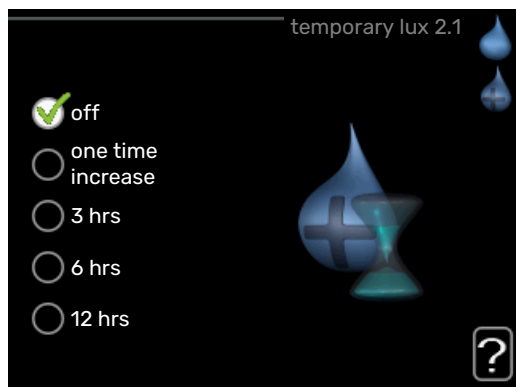 temporary lux 2.1
off
one time
increase
3 hrs
6 hrs
12 hrs
?